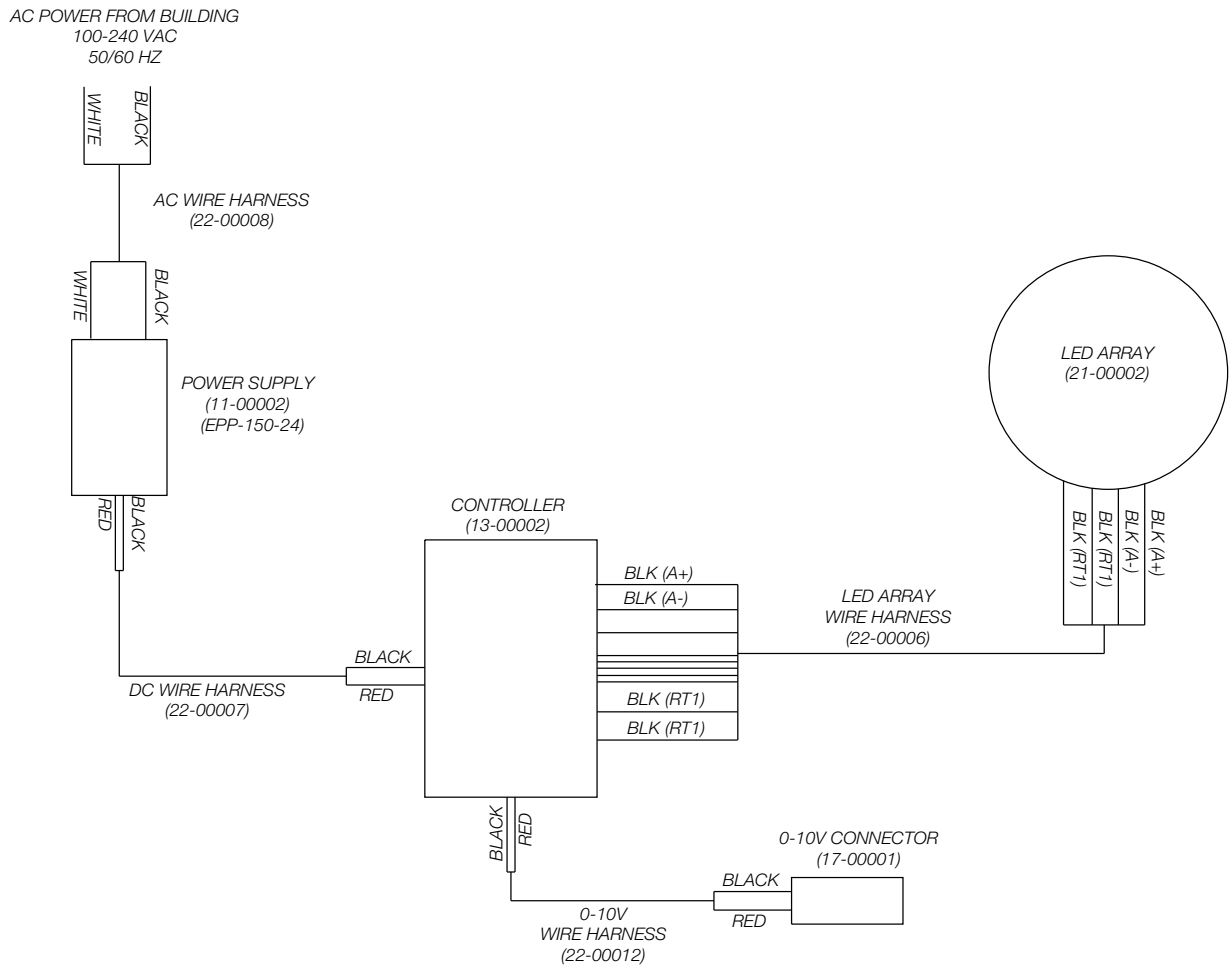 AC POWER FROM BUILDING
100-240 VAC
50/60 HZ
WHITE
BLACK
AC WIRE HARNESS
(22-00008)
WHITE
BLACK
POWER SUPPLY
(11-00002)
(EPP-150-24)
RED
BLACK
DC WIRE HARNESS
(22-00007)
BLACK
RED
CONTROLLER
(13-00002)
BLK (A+)
BLK (A-)
BLK (RT1)
BLK (RT1)
LED ARRAY
WIRE HARNESS
(22-00006)
LED ARRAY
(21-00002)
BLK (RT1)
BLK (RT1)
BLK (A-)
BLK (A+)
BLACK
RED
0-10V
WIRE HARNESS
(22-00012)
BLACK
RED
0-10V CONNECTOR
(17-00001)